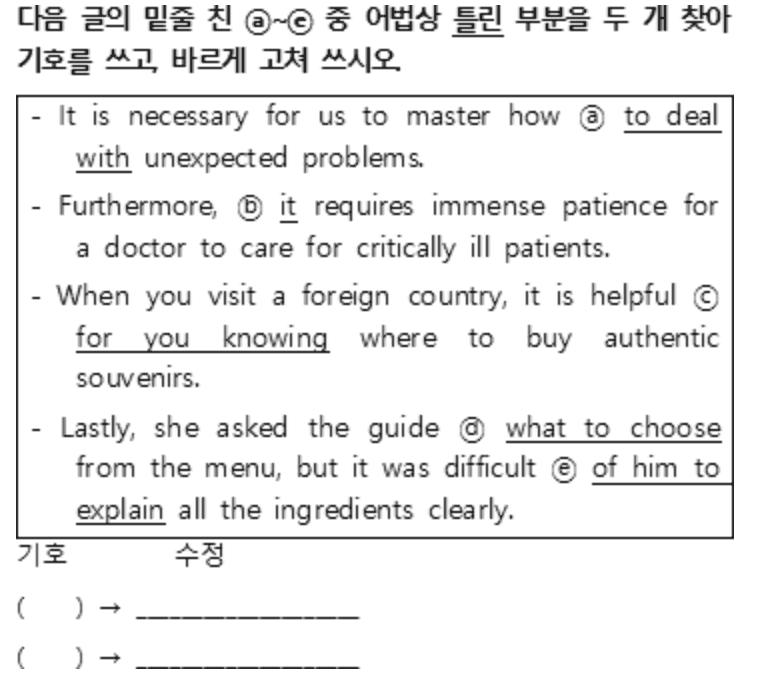 다음 글의 밑줄 친 ⓐ~ⓔ 중 어법상 틀린 부분을 두 개 찾아
기호를 쓰고, 바르게 고쳐 쓰시오.
- It is necessary for us to master how ⓐ to deal
with unexpected problems.
- Furthermore, ⓑ it requires immense patience for
a doctor to care for critically ill patients.
- When you visit a foreign country, it is helpful ⓒ
for you knowing where to buy authentic
souvenirs.
- Lastly, she asked the guide ⓓ what to choose
from the menu, but it was difficult ⓔ of him to
explain all the ingredients clearly.
기호 수정
( ) → ____________________
( ) → ____________________